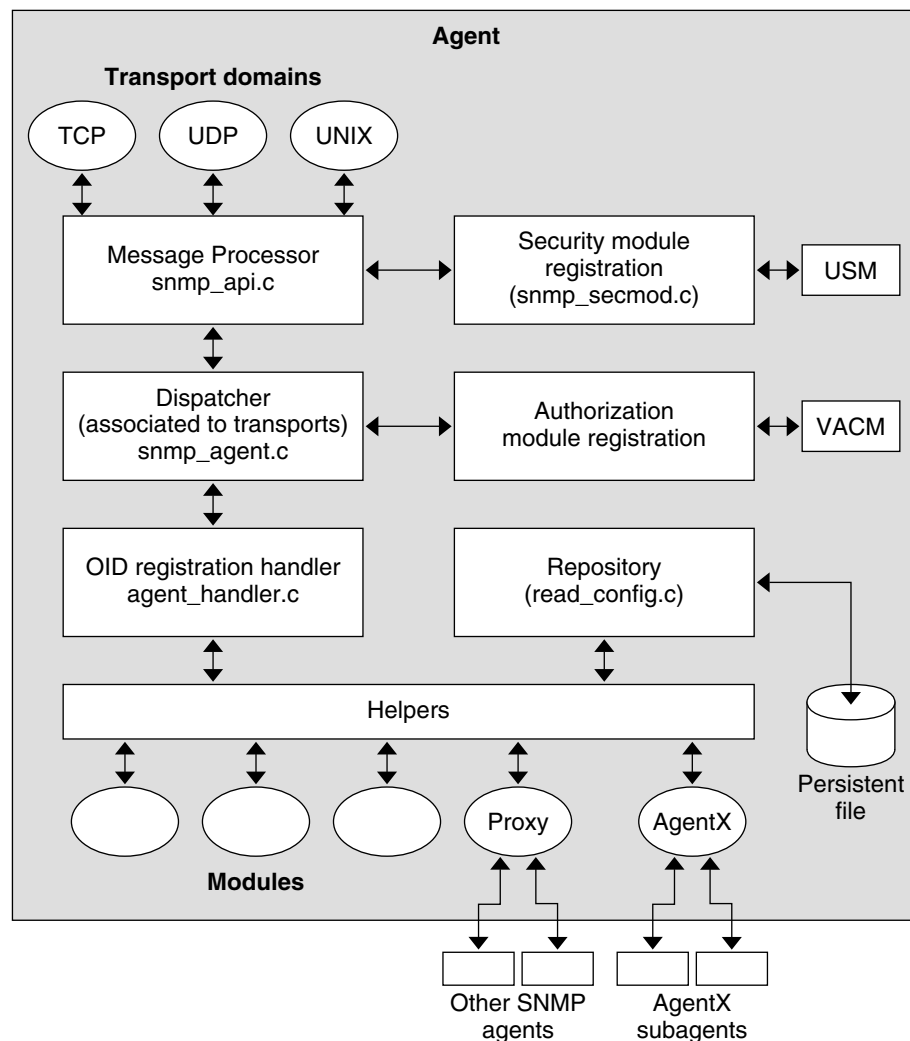 Agent
Transport domains
TCP
UDP
UNIX
Message Processor
snmp_api.c
Security module
registration
(snmp_secmod.c)
USM
Dispatcher
(associated to transports)
snmp_agent.c
Authorization
module registration
VACM
OID registration handler
agent_handler.c
Repository
(read_config.c)
Helpers
Persistent
file
Proxy
AgentX
Modules
Other SNMP
agents
AgentX
subagents